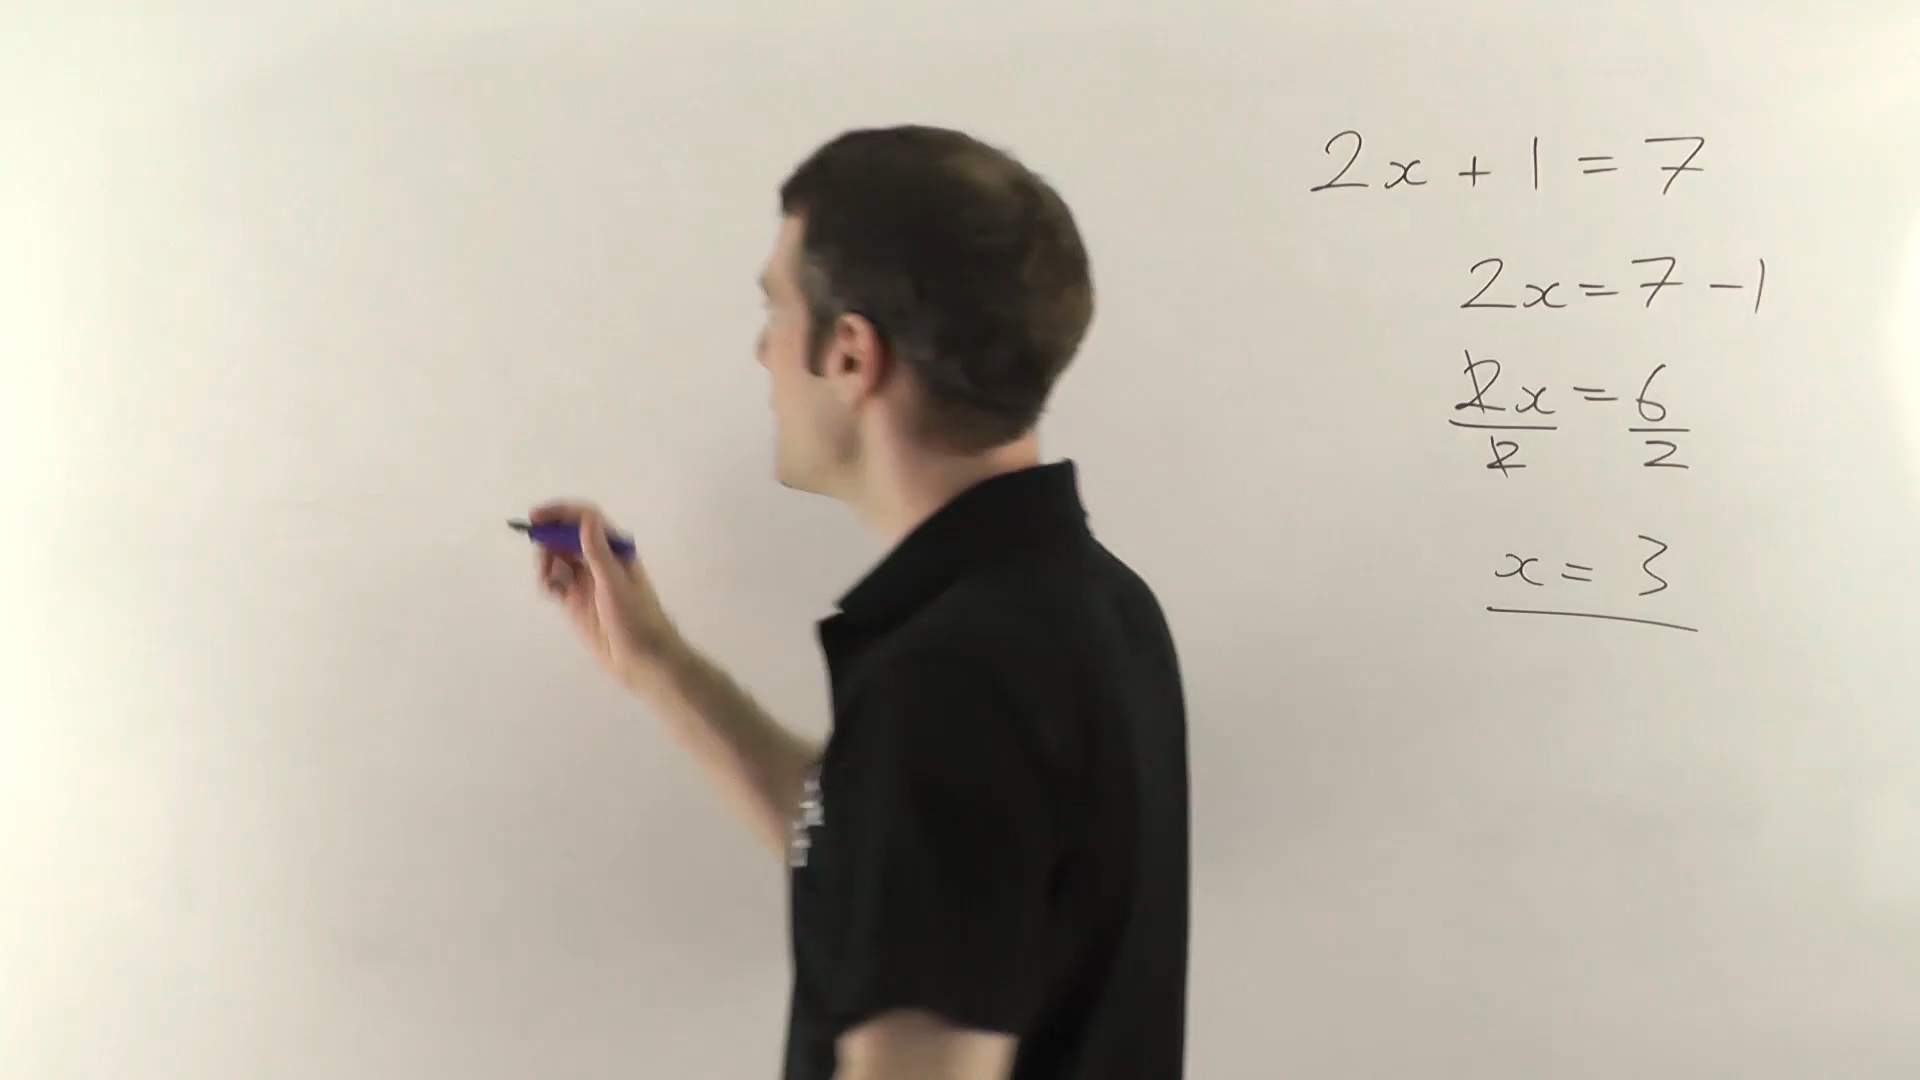 2x + 1 = 7
2x = 7 - 1
2x/2 = 6/2
x = 3